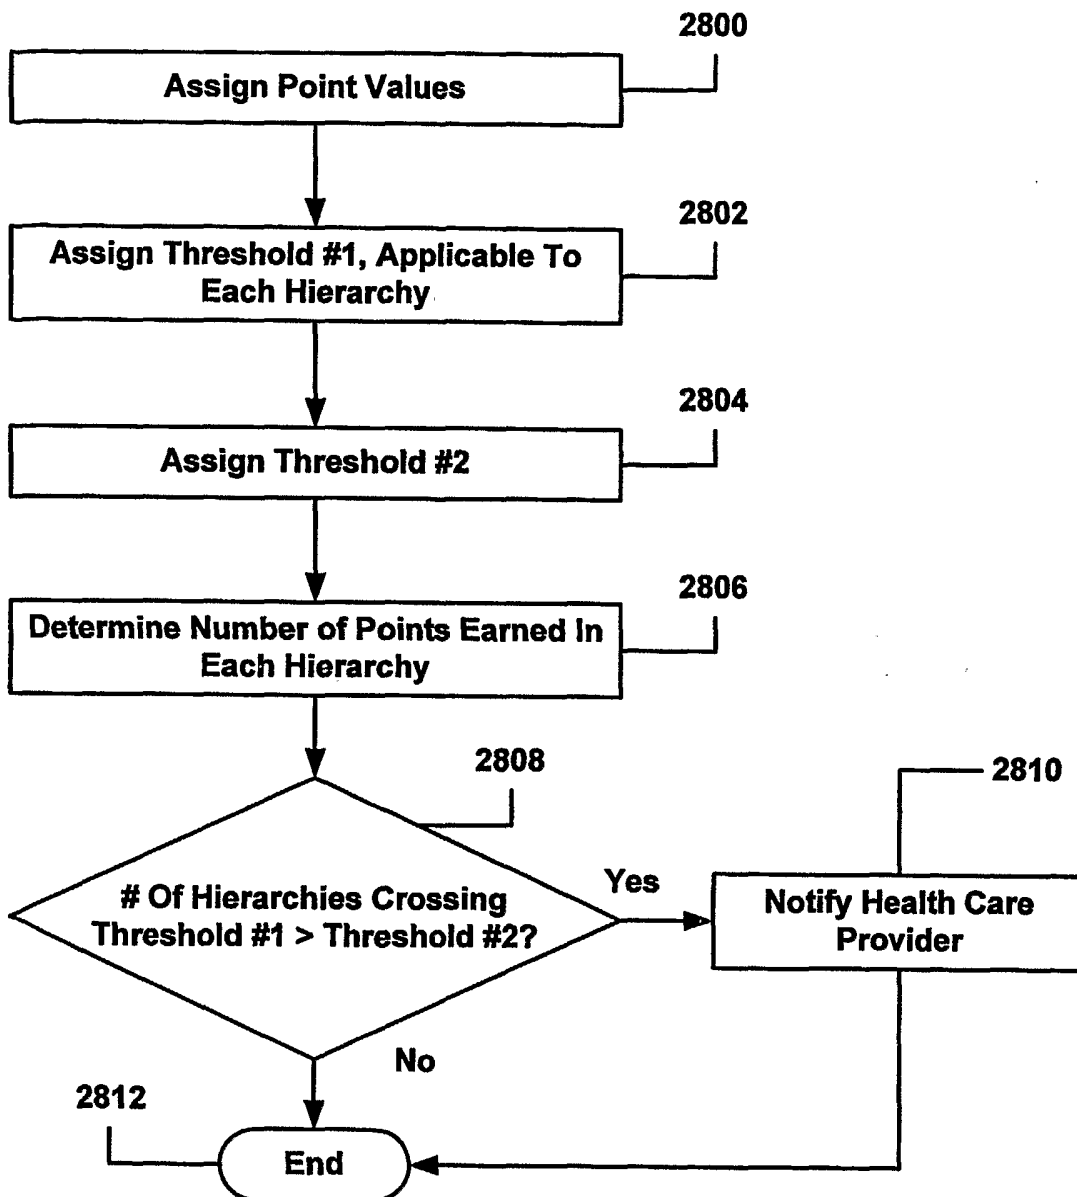 2800
Assign Point Values
2802
Assign Threshold #1, Applicable To
Each Hierarchy
2804
Assign Threshold #2
2806
Determine Number of Points Earned In
Each Hierarchy
2808
2810
# Of Hierarchies Crossing
Threshold #1 > Threshold #2?
Yes
Notify Health Care
Provider
No
2812
End